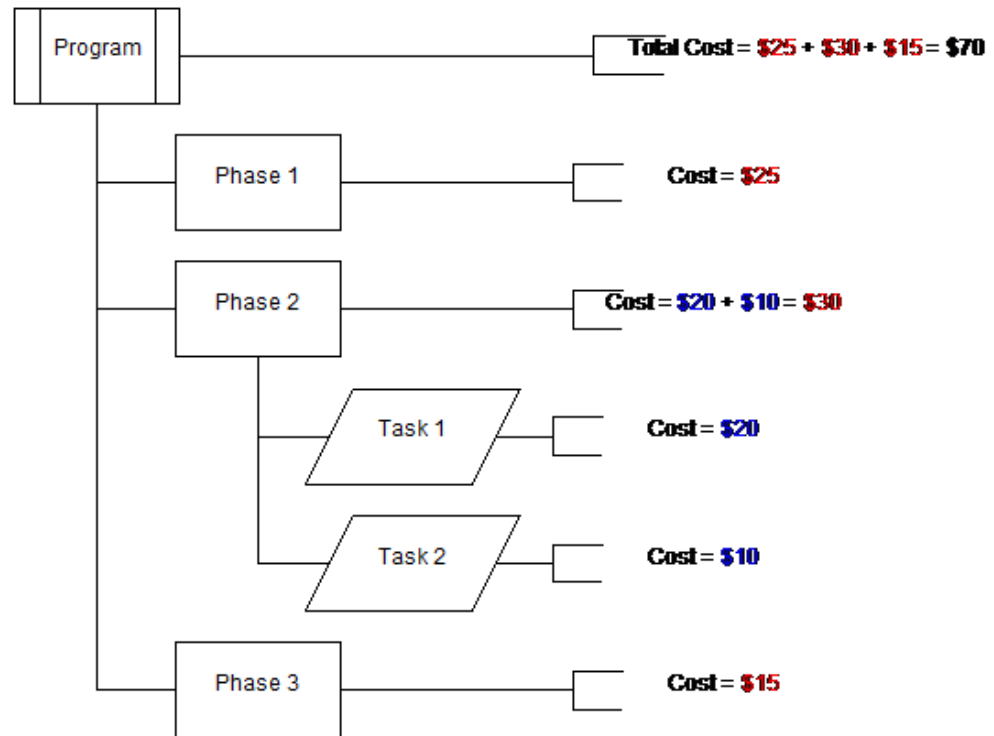 Program
Total Cost = $25 + $30 + $15 = $70
Phase 1
Cost = $25
Phase 2
Cost = $20 + $10 = $30
Task 1
Cost = $20
Task 2
Cost = $10
Phase 3
Cost = $15